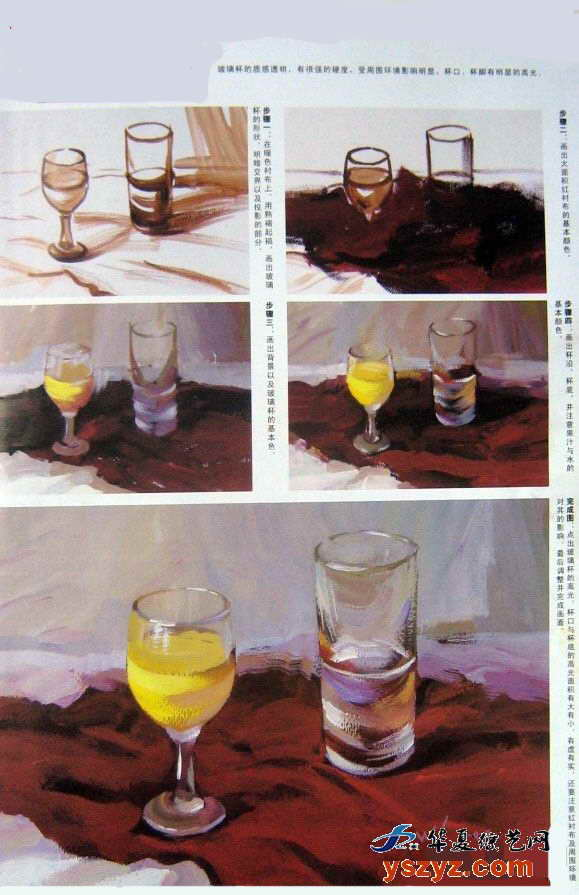 玻璃杯的质感透明，有很强的硬度，受周围环境影响明显。杯口、杯脚有明显的高光。
步骤一：在暖色衬布上，用熟褐起稿，画出玻璃
杯的形状、明暗交界以及投影的部分。
步骤二：画出大面积红衬布的基本颜色。
步骤三：画出背景以及玻璃杯的基本色。
步骤四：画出杯沿、杯底，并注意果汁与水的
基本颜色。
完成图：点出玻璃杯的高光，杯口与杯底的高光面积有大有小，有虚有实，还要注意红衬布及周围环境
对其的影响，最后调整并完成画面。
华夏综艺网
yszyz.com